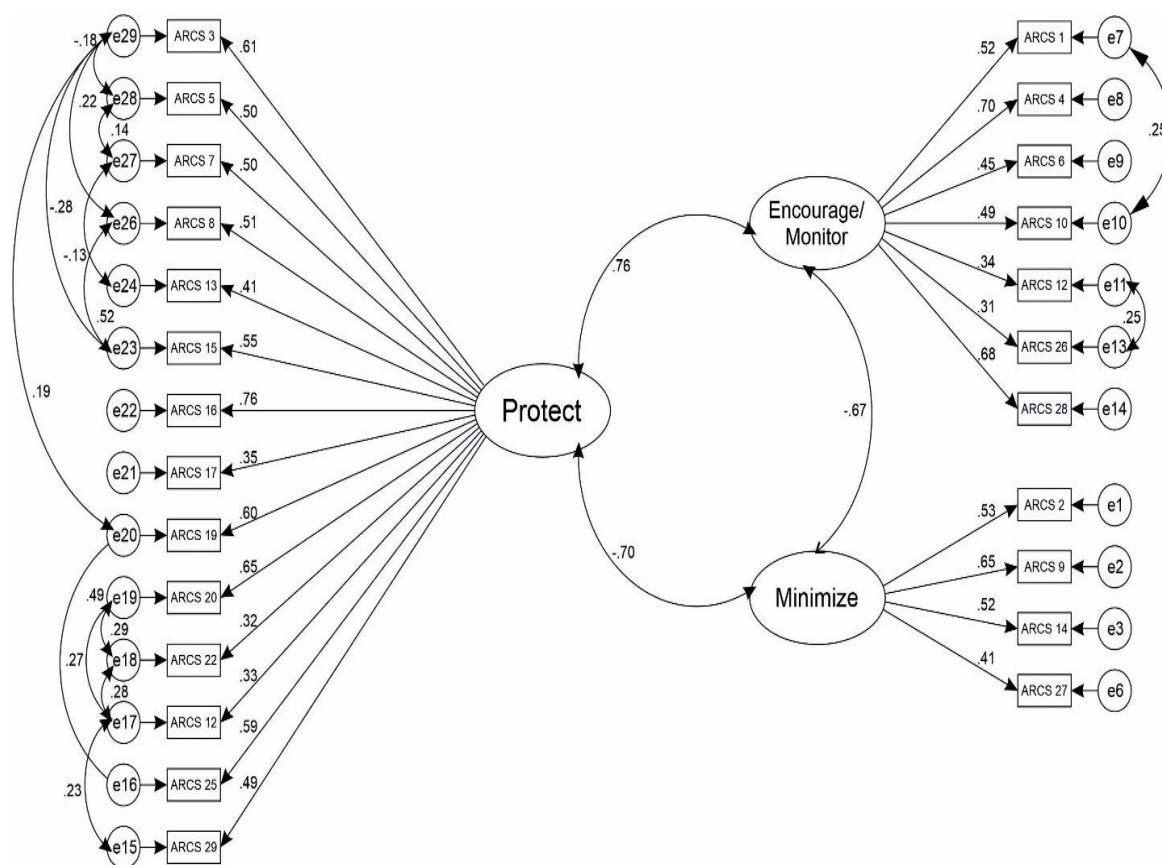 e29 ARCS 3 .61
-.18
e28 ARCS 5 .50
.22
.14
e27 ARCS 7 .50
e26 ARCS 8 .51
-.28
-.13
e24 ARCS 13 .41
.52
e23 ARCS 15 .55
.19
e22 ARCS 16 .76
e21 ARCS 17 .35
e20 ARCS 19 .60
e19 ARCS 20 .65
.49
.29
e18 ARCS 22 .32
.27
.28
e17 ARCS 12 .33
e16 ARCS 25 .59
.23
e15 ARCS 29 .49
Protect
.76
-.67
-.70
Encourage/
Monitor
.52 ARCS 1 e7
.70 ARCS 4 e8
.25
.45 ARCS 6 e9
.49 ARCS 10 e10
.34 ARCS 12 e11
.25
.31 ARCS 26 e13
.68 ARCS 28 e14
Minimize
.53 ARCS 2 e1
.65 ARCS 9 e2
.52 ARCS 14 e3
.41 ARCS 27 e6